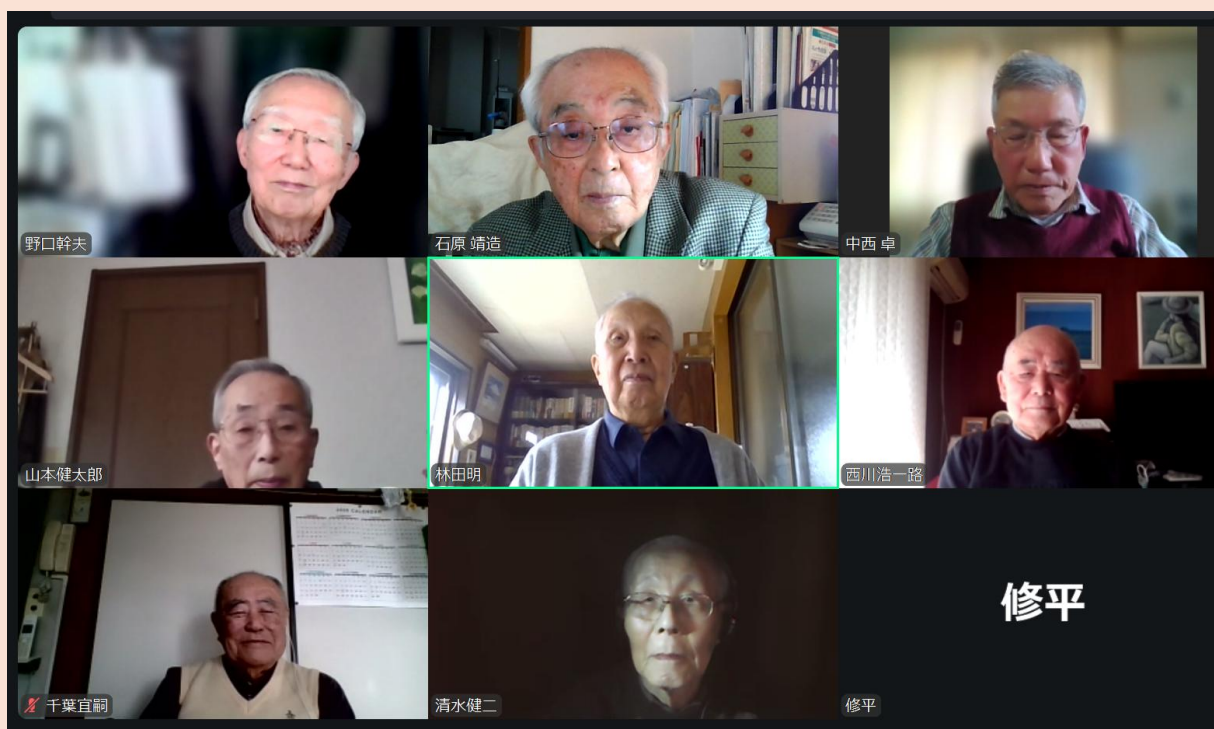 野口幹夫
石原 靖造
中西 卓
山本健太郎
林田明
西川浩一路
千葉宜嗣
清水健二
修平
修平